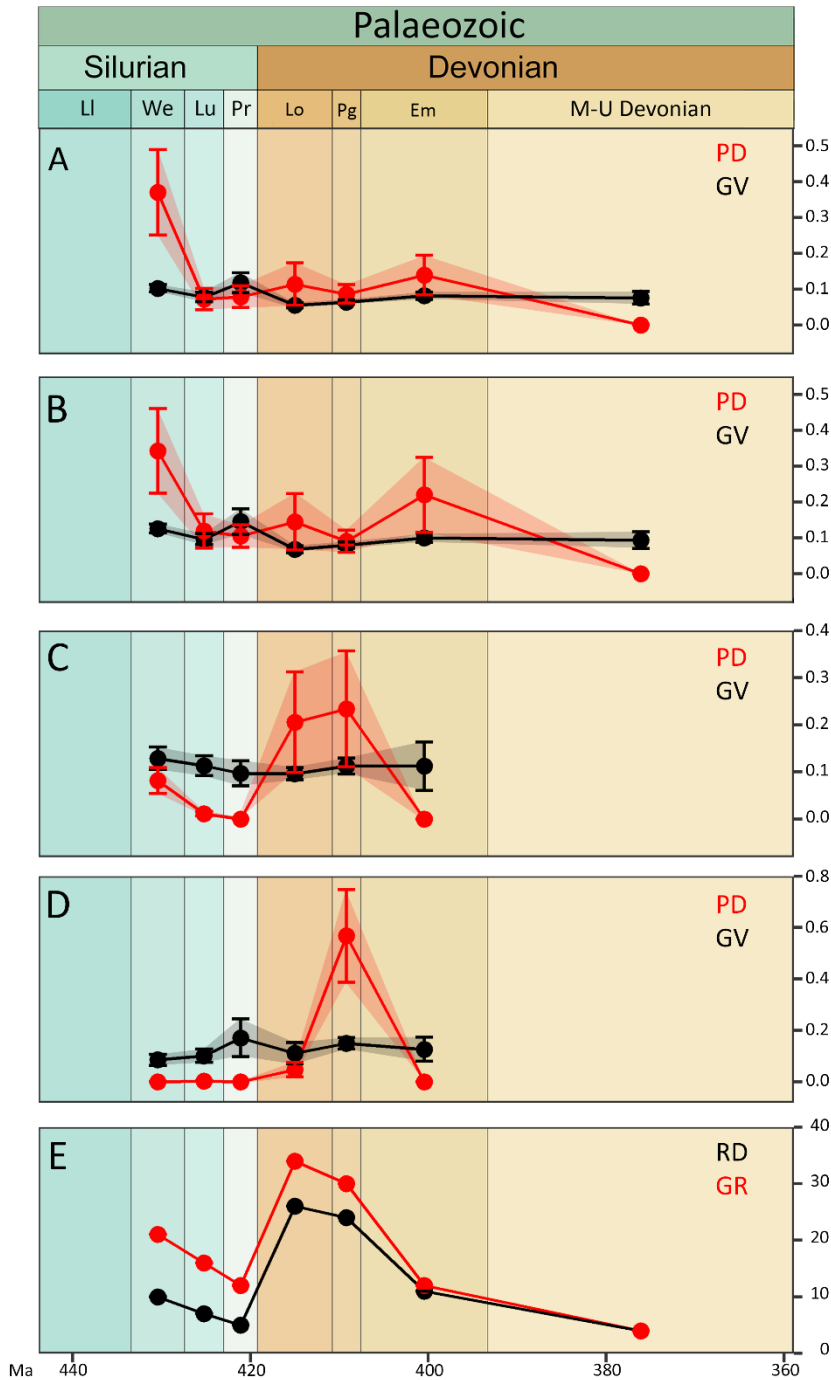 Palaeozoic
Silurian Devonian
Ll We Lu Pr Lo Pg Em M-U Devonian
A PD 0.5
GV 0.4
0.3
0.2
0.1
0.0
B PD 0.5
GV 0.4
0.3
0.2
0.1
0.0
C PD 0.4
GV 0.3
0.2
0.1
0.0
D PD 0.8
GV 0.6
0.4
0.2
0.0
E RD 40
GR 30
20
10
0
Ma 440 420 400 380 360